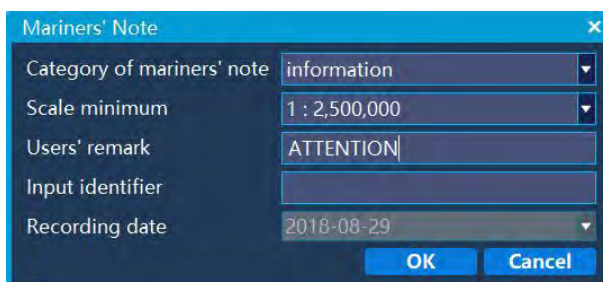 Mariners' Note ×
Category of mariners' note information
Scale minimum 1 : 2,500,000
Users' remark ATTENTION
Input identifier
Recording date 2018-08-29
OK Cancel